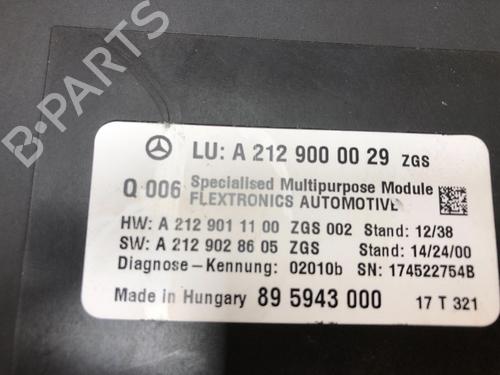 B-PARTS
LU: A 212 900 00 29 ZGS
Q 006 Specialised Multipurpose Module
FLEXTRONICS AUTOMOTIVE
HW: A 212 901 11 00 ZGS 002 Stand: 12/38
SW: A 212 902 86 05 ZGS Stand: 14/24/00
Diagnose - Kennung: 02010b SN: 174522754B
Made in Hungary 89 5943 000 17 T 321